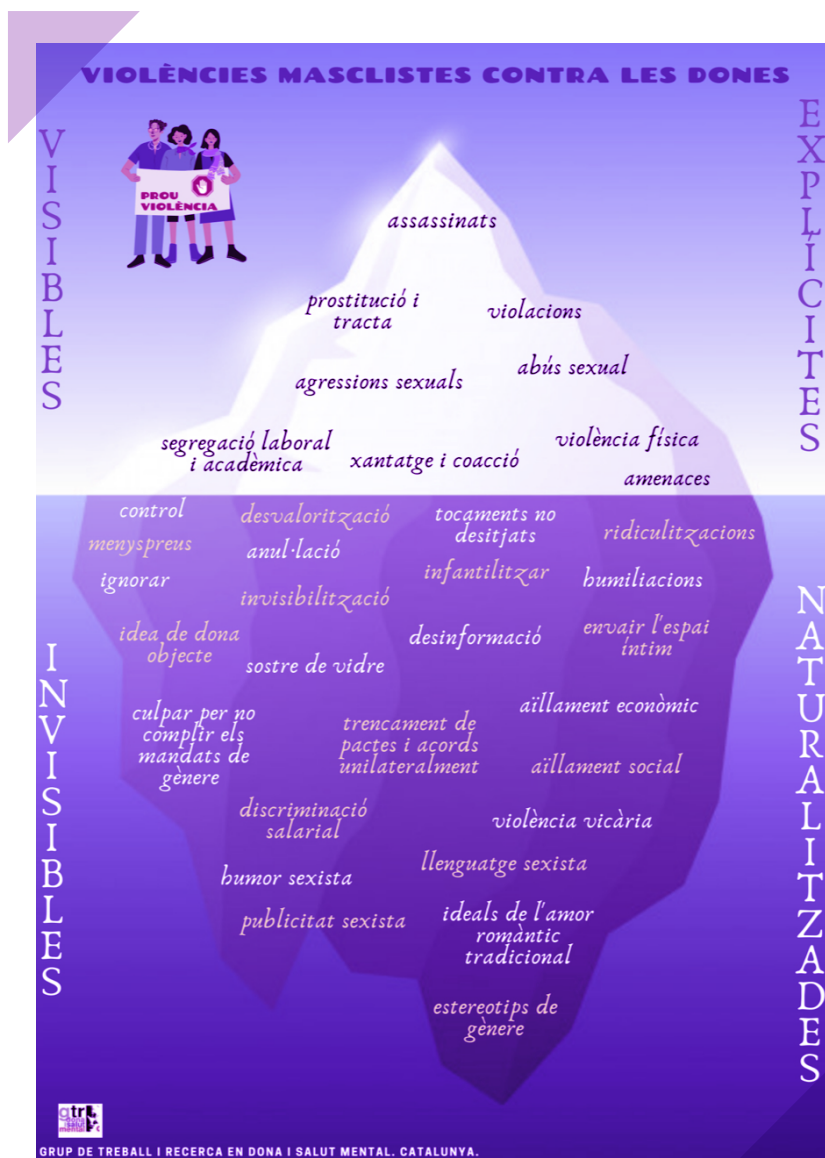 VIOLÈNCIES MASCLISTES CONTRA LES DONES
VISIBLES
EXPLÍCITES
PROU
VIOLÈNCIA
assassinats
prostitució i
tracta
violacions
agressions sexuals
abús sexual
segregació laboral
i acadèmica
xantatge i coacció
violència física
amenaces
control
desvalorització
tocaments no
desitjats
ridiculitzacions
menyspreus
anul·lació
ignorar
infantilitzar
humiliacions
invisibilització
idea de dona
objecte
desinformació
envair l'espai
íntim
sostre de vidre
INVISIBLES
NATURALITZADES
culpar per no
complir els
mandats de
gènere
trencament de
pactes i acords
unilateralment
aïllament econòmic
aïllament social
discriminació
salarial
violència vicària
humor sexista
llenguatge sexista
publicitat sexista
ideals de l'amor
romàntic
tradicional
estereotips de
gènere
gtr
mental
GRUP DE TREBALL I RECERCA EN DONA I SALUT MENTAL. CATALUNYA.